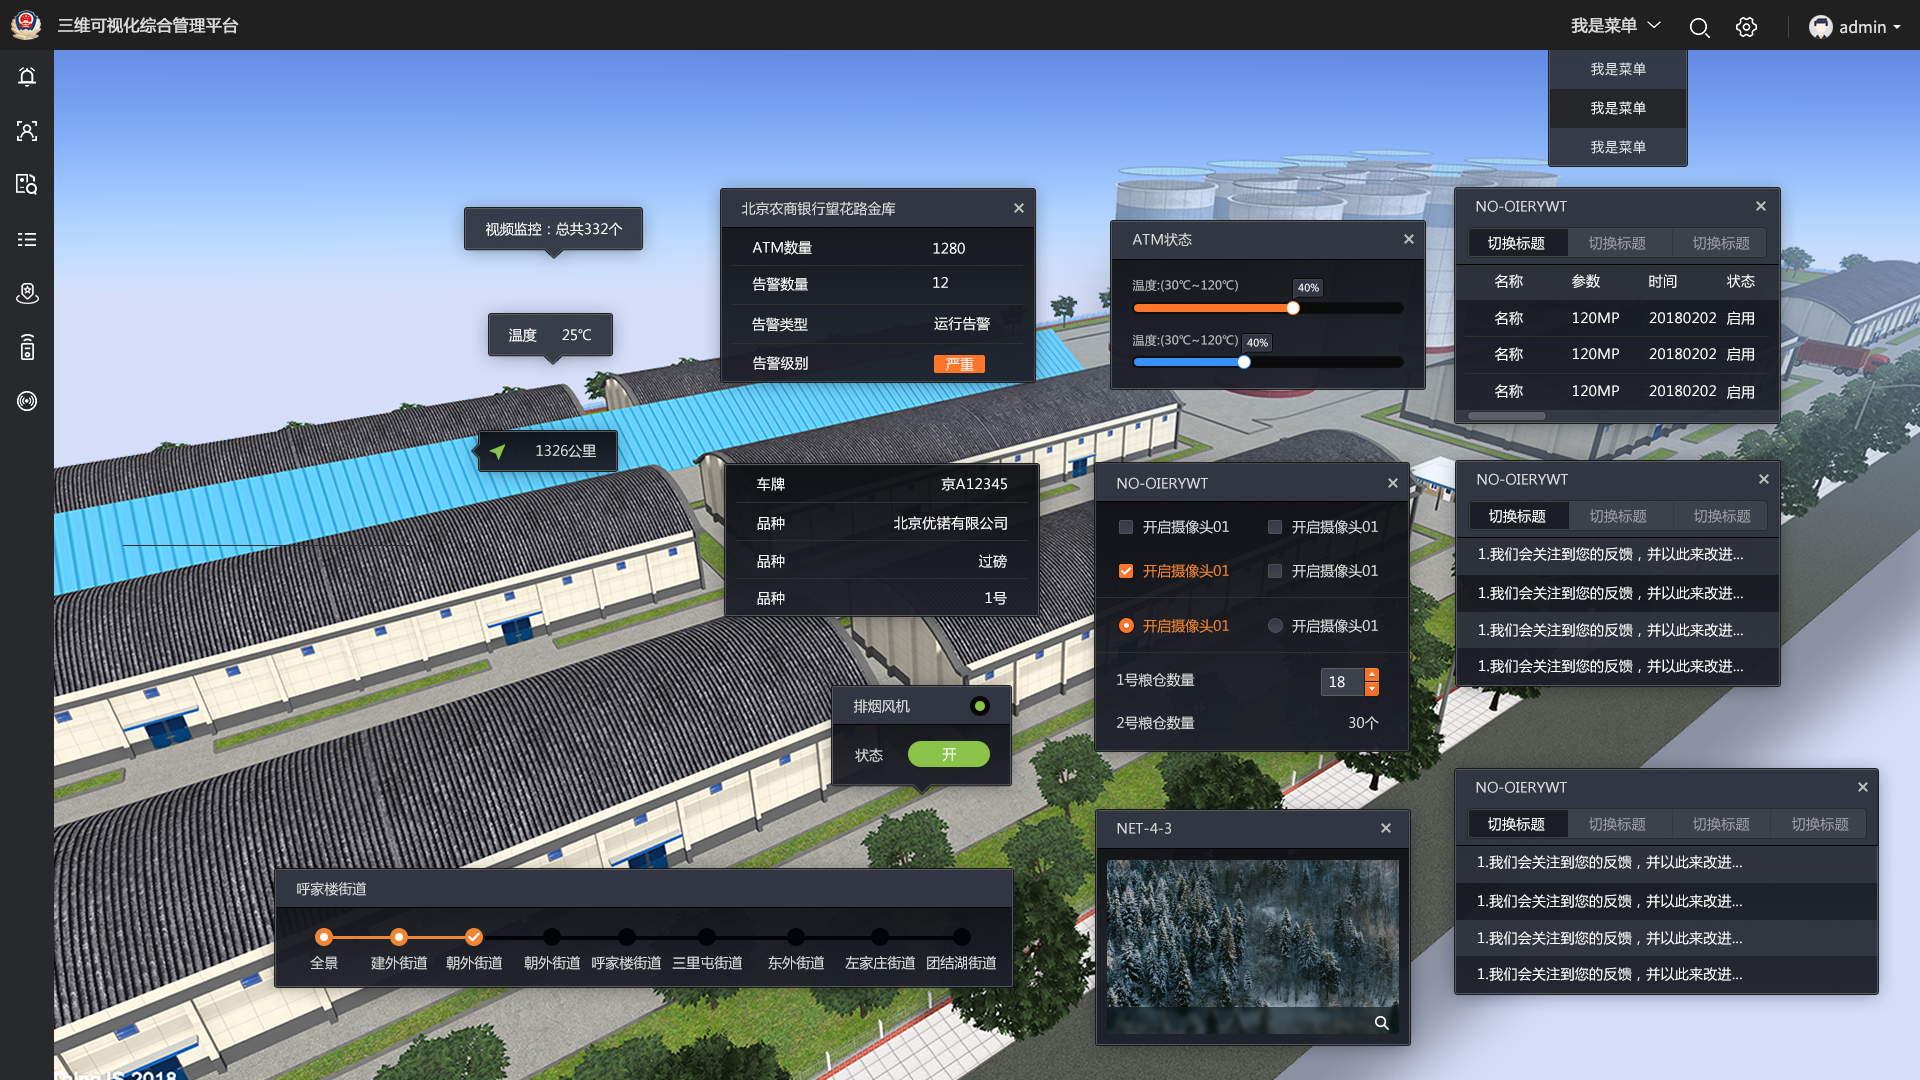 三维可视化综合管理平台
我是菜单
admin
我是菜单
我是菜单
我是菜单
视频监控：总共332个
温度 25℃
1326公里
北京农商银行望花路金库
ATM数量 1280
告警数量 12
告警类型 运行告警
告警级别 严重
ATM状态
温度:(30℃~120℃) 40%
温度:(30℃~120℃) 40%
NO-OIERYWT
切换标题 切换标题 切换标题
名称 参数 时间 状态
名称 120MP 20180202 启用
名称 120MP 20180202 启用
名称 120MP 20180202 启用
车牌 京A12345
品种 北京优锘有限公司
品种 过磅
品种 1号
NO-OIERYWT
开启摄像头01 开启摄像头01
开启摄像头01 开启摄像头01
开启摄像头01 开启摄像头01
1号粮仓数量 18
2号粮仓数量 30个
NO-OIERYWT
切换标题 切换标题 切换标题
1.我们会关注到您的反馈，并以此来改进...
1.我们会关注到您的反馈，并以此来改进...
1.我们会关注到您的反馈，并以此来改进...
1.我们会关注到您的反馈，并以此来改进...
排烟风机
状态 开
NET-4-3
NO-OIERYWT
切换标题 切换标题 切换标题 切换标题
1.我们会关注到您的反馈，并以此来改进...
1.我们会关注到您的反馈，并以此来改进...
1.我们会关注到您的反馈，并以此来改进...
1.我们会关注到您的反馈，并以此来改进...
呼家楼街道
全景 建外街道 朝外街道 朝外街道 呼家楼街道 三里屯街道 东外街道 左家庄街道 团结湖街道
2018